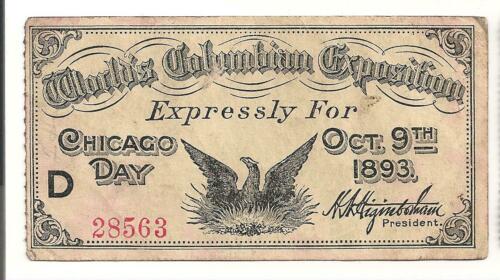 World's Columbian Exposition
Expressly For
CHICAGO DAY
OCT. 9TH 1893.
D
28563
H.N. Higinbotham
President.